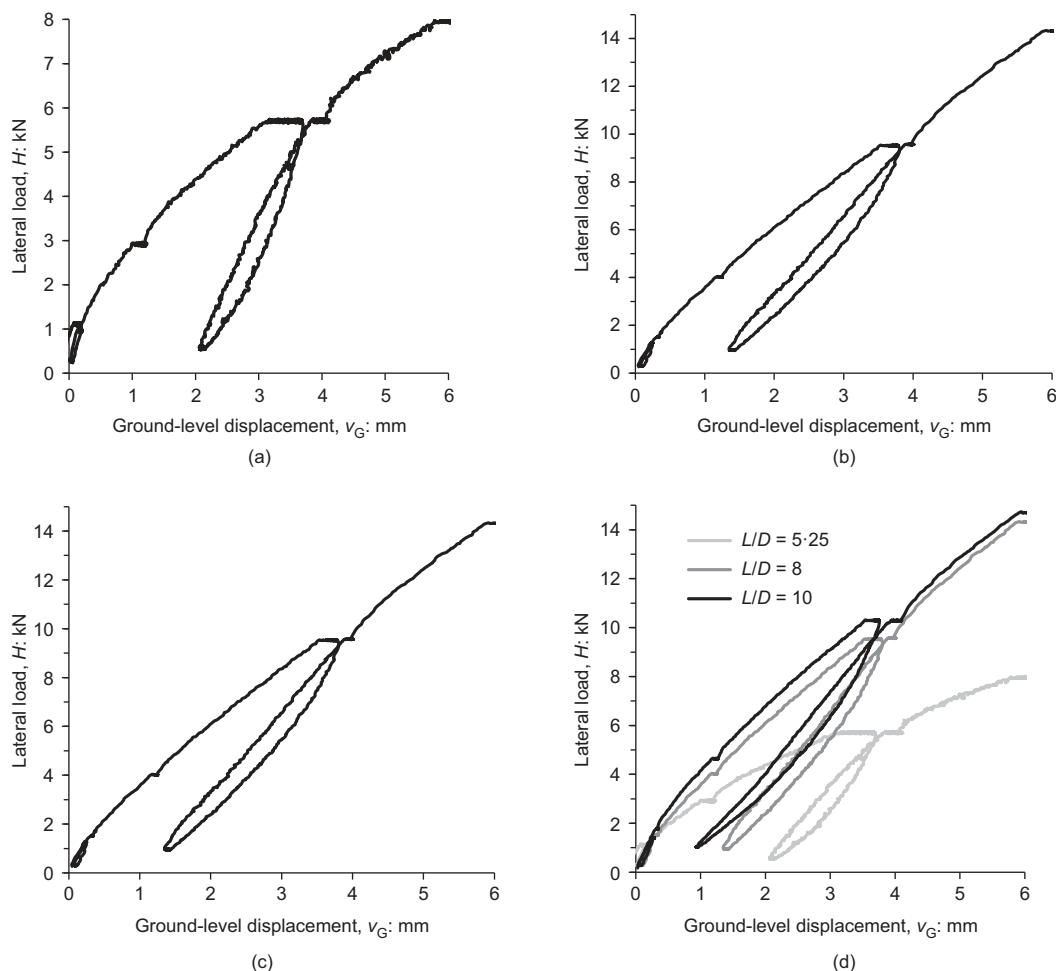 8
7
6
5
4
3
2
1
0
Lateral load, H: kN
0 1 2 3 4 5 6
Ground-level displacement, vG: mm
(a)
14
12
10
8
6
4
2
0
Lateral load, H: kN
0 1 2 3 4 5 6
Ground-level displacement, vG: mm
(b)
14
12
10
8
6
4
2
0
Lateral load, H: kN
0 1 2 3 4 5 6
Ground-level displacement, vG: mm
(c)
14
12
10
8
6
4
2
0
Lateral load, H: kN
L/D = 5·25
L/D = 8
L/D = 10
0 1 2 3 4 5 6
Ground-level displacement, vG: mm
(d)